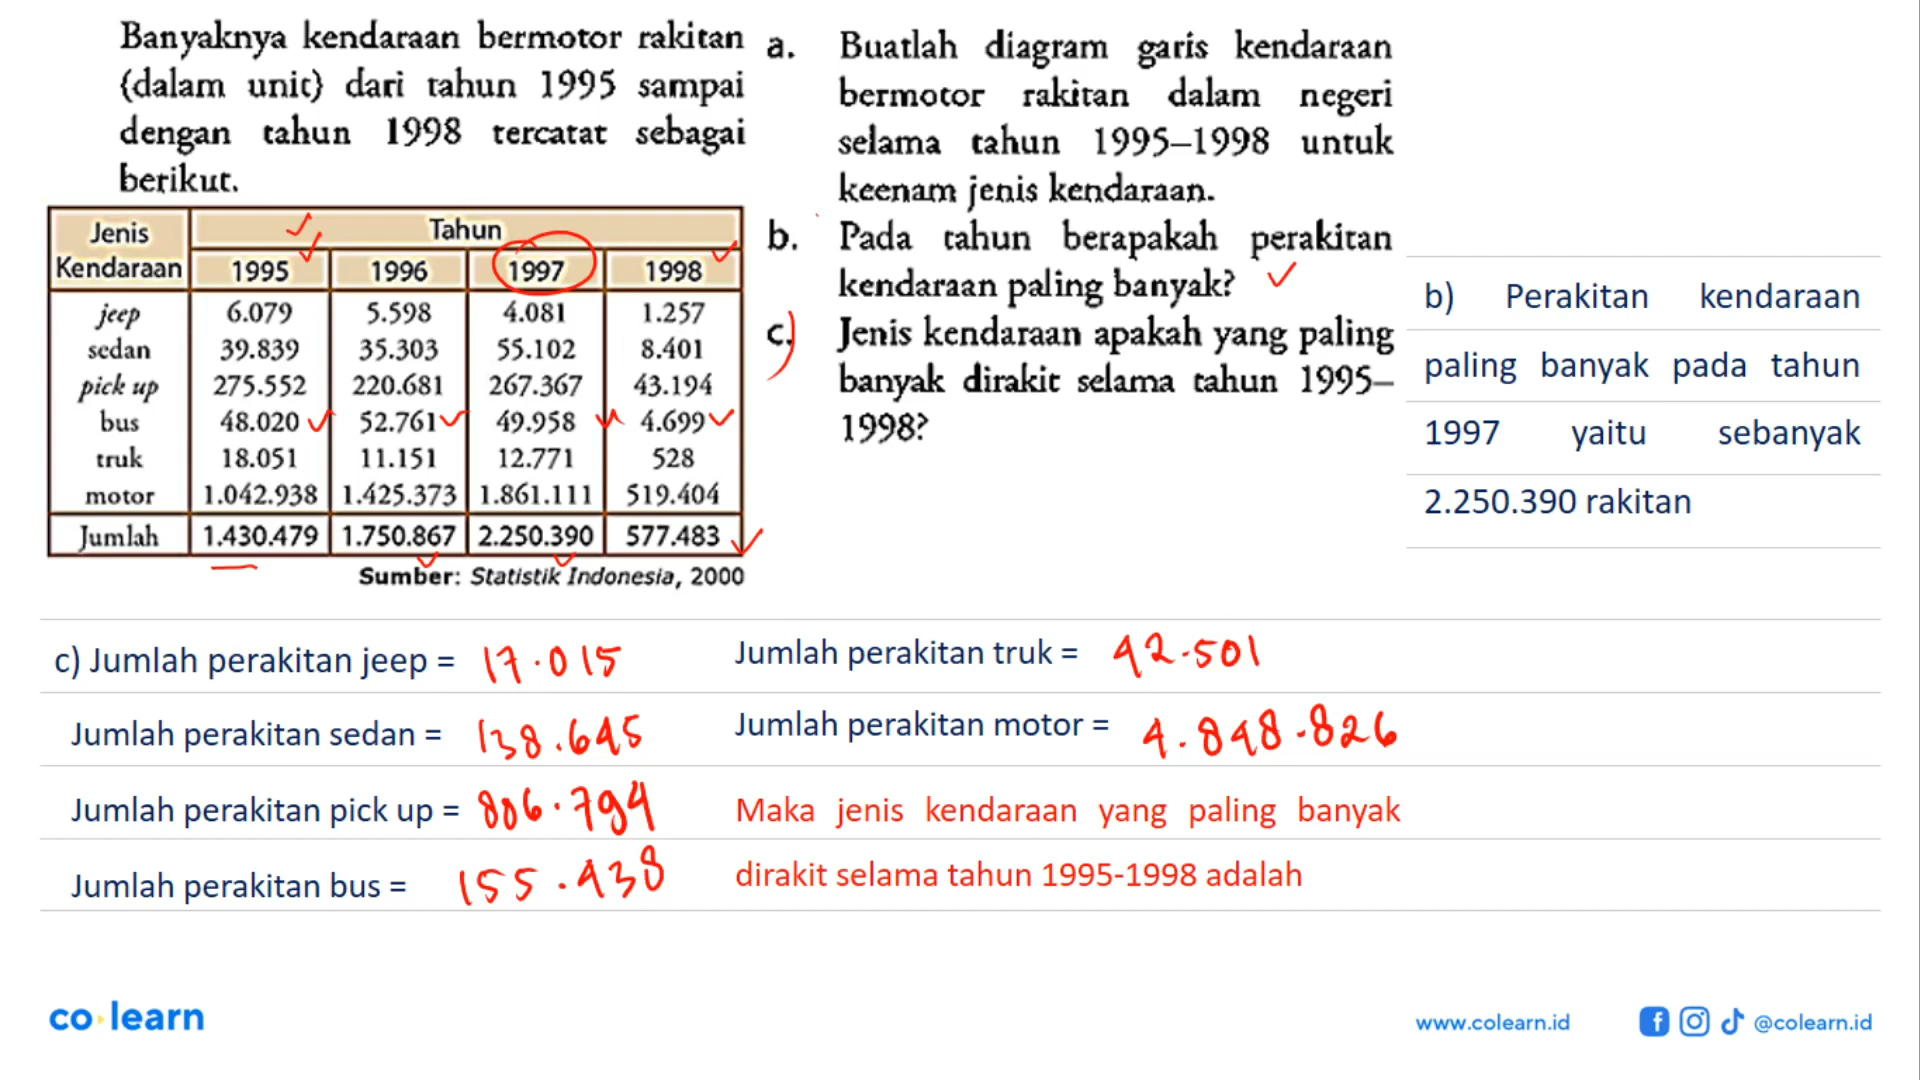 Banyaknya kendaraan bermotor rakitan
(dalam unit) dari tahun 1995 sampai
dengan tahun 1998 tercatat sebagai
berikut.
Jenis Kendaraan Tahun
1995 1996 1997 1998
jeep 6.079 5.598 4.081 1.257
sedan 39.839 35.303 55.102 8.401
pick up 275.552 220.681 267.367 43.194
bus 48.020 52.761 49.958 4.699
truk 18.051 11.151 12.771 528
motor 1.042.938 1.425.373 1.861.111 519.404
Jumlah 1.430.479 1.750.867 2.250.390 577.483
Sumber: Statistik Indonesia, 2000
a. Buatlah diagram garis kendaraan
bermotor rakitan dalam negeri
selama tahun 1995–1998 untuk
keenam jenis kendaraan.
b. Pada tahun berapakah perakitan
kendaraan paling banyak?
c. Jenis kendaraan apakah yang paling
banyak dirakit selama tahun 1995–
1998?
b) Perakitan kendaraan
paling banyak pada tahun
1997 yaitu sebanyak
2.250.390 rakitan
c) Jumlah perakitan jeep = 17.015
Jumlah perakitan sedan = 138.645
Jumlah perakitan pick up = 806.794
Jumlah perakitan bus = 155.438
Jumlah perakitan truk = 42.501
Jumlah perakitan motor = 4.848.826
Maka jenis kendaraan yang paling banyak
dirakit selama tahun 1995-1998 adalah
co learn
www.colearn.id
@colearn.id